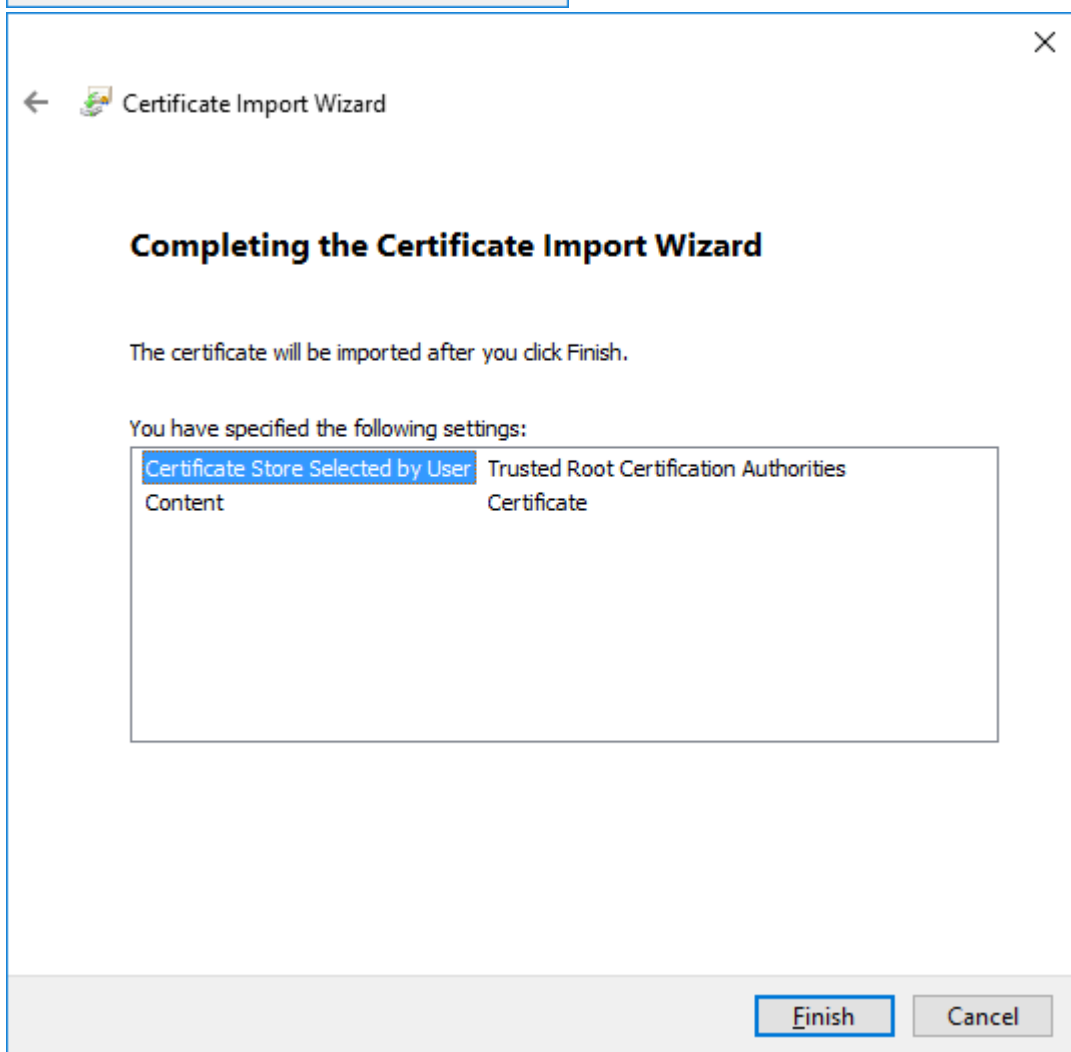 Certificate Import Wizard
Completing the Certificate Import Wizard
The certificate will be imported after you click Finish.
You have specified the following settings:
Certificate Store Selected by User Trusted Root Certification Authorities
Content Certificate
Finish Cancel